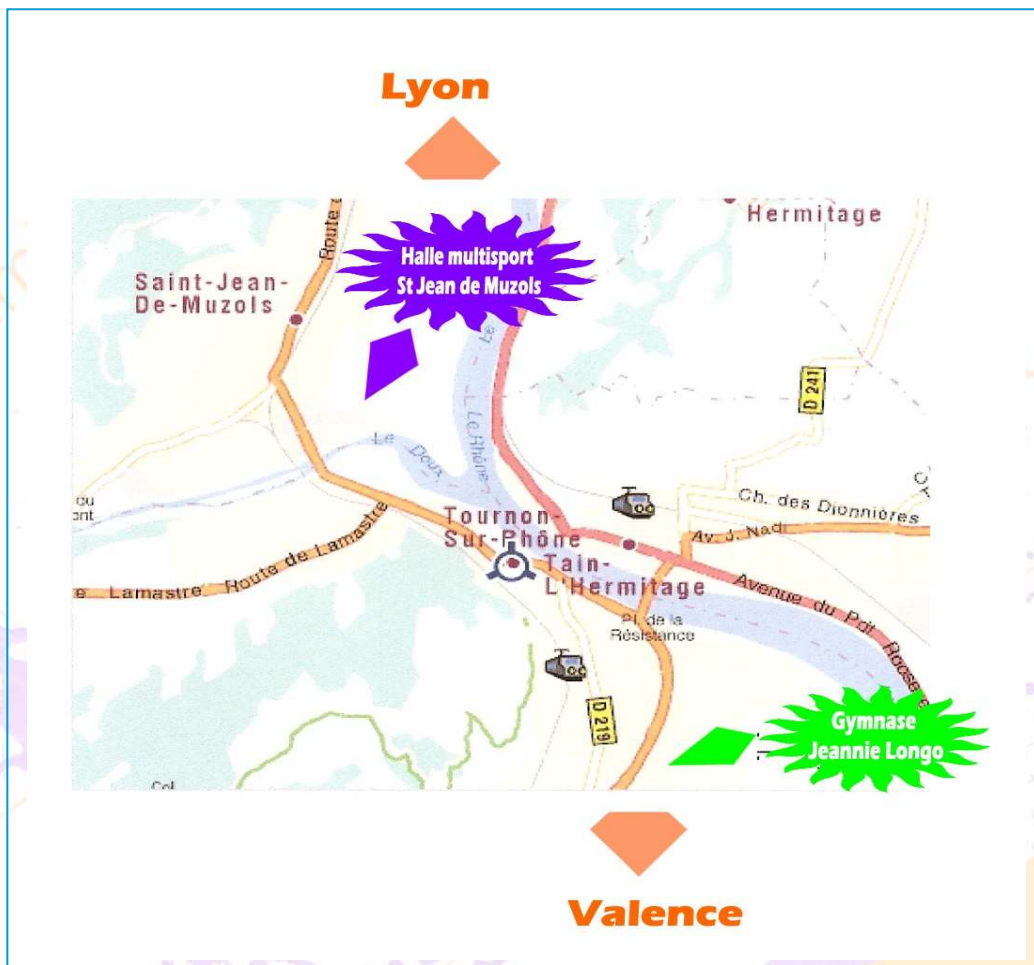 Lyon
Hermitage
Route d
Halle multisport
St Jean de Muzols
Saint-Jean-
De-Muzols
Le
Le Rhône
D 241
Le Doux
Ch. des Dionnières
Av. J. Nadi
Tournon-
Sur-Phône
Tain-
L'Hermitage
Route de Lamastre
e Lamastre
Avenue du Pdt Roose
Pl. de la
Résistance
D 219
Gymnase
Jeannie Longo
Col
Valence